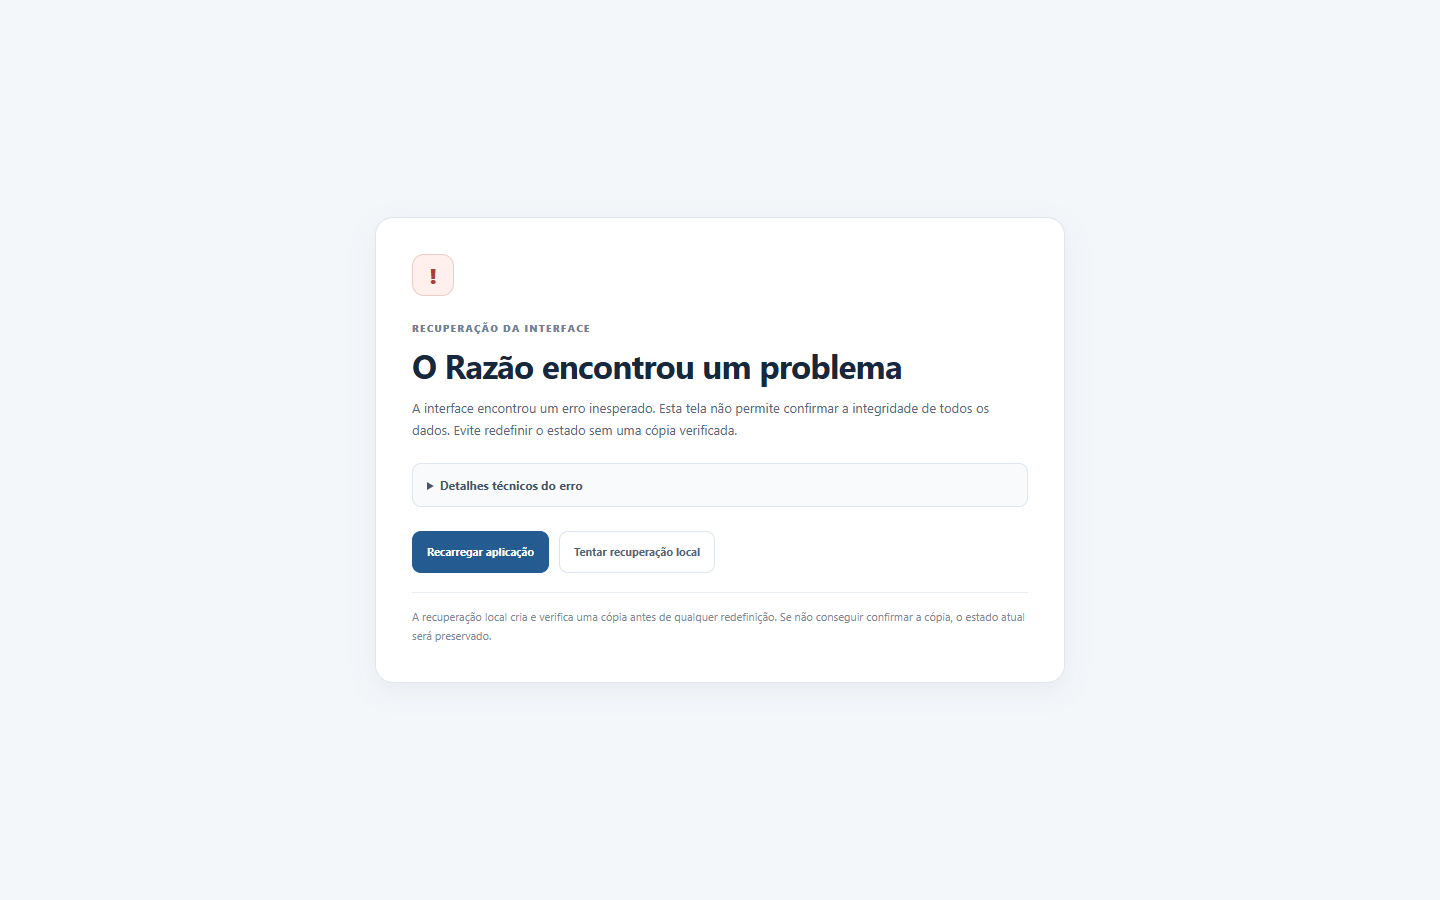 !
RECUPERAÇÃO DA INTERFACE
O Razão encontrou um problema
A interface encontrou um erro inesperado. Esta tela não permite confirmar a integridade de todos os
dados. Evite redefinir o estado sem uma cópia verificada.
Detalhes técnicos do erro
Recarregar aplicação
Tentar recuperação local
A recuperação local cria e verifica uma cópia antes de qualquer redefinição. Se não conseguir confirmar a cópia, o estado atual
será preservado.